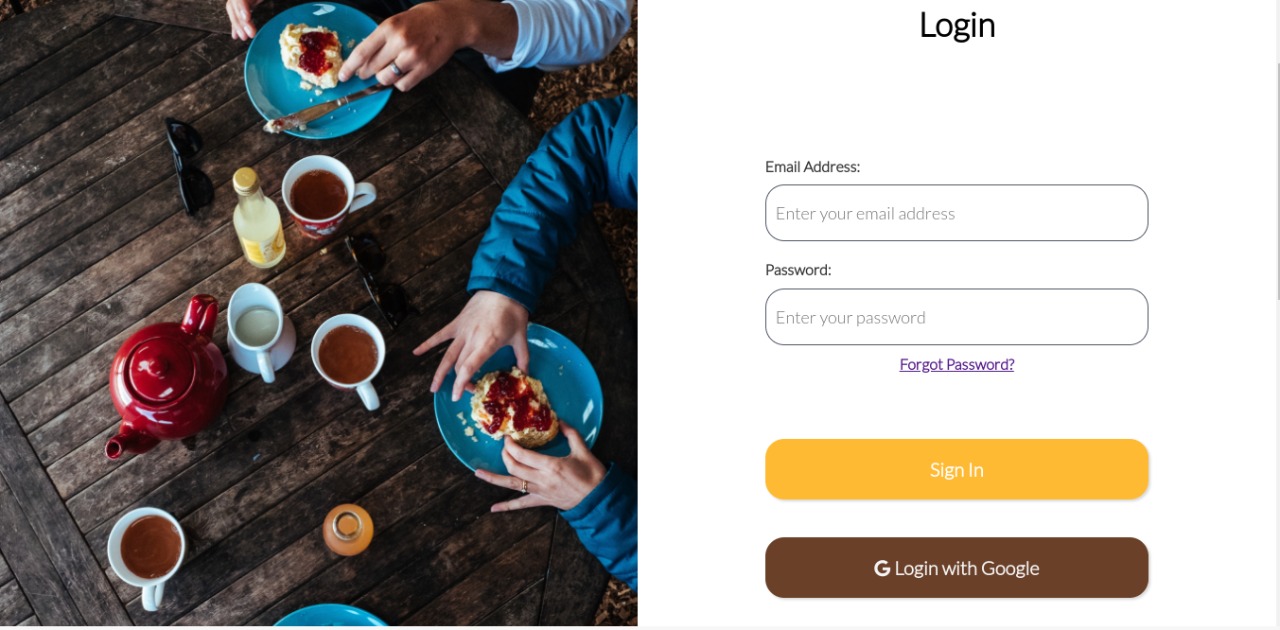 Login
Email Address:
Enter your email address
Password:
Enter your password
Forgot Password?
Sign In
G Login with Google